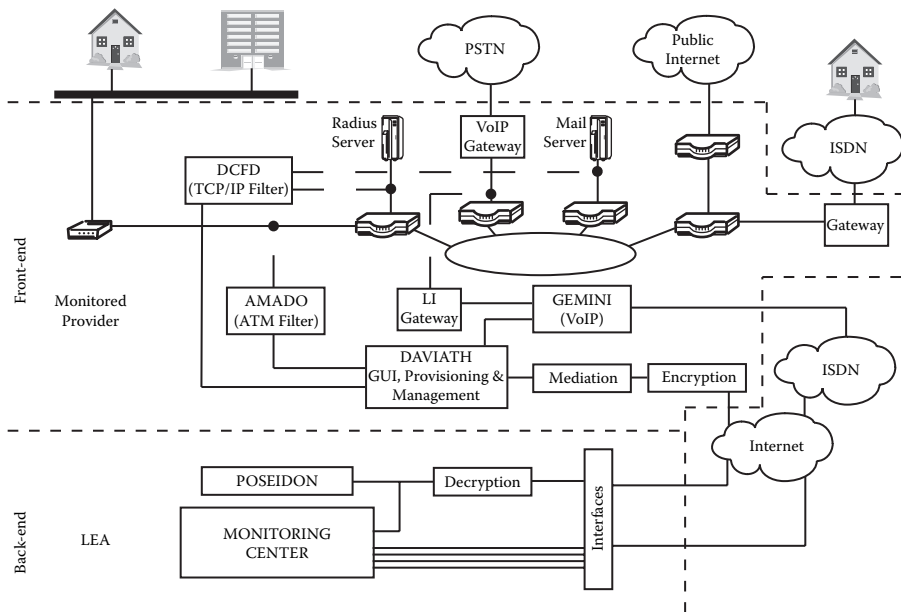 PSTN
Public
Internet
Radius
Server
VoIP
Gateway
Mail
Server
ISDN
DCFD
(TCP/IP Filter)
Gateway
Front-end
Monitored
Provider
AMADO
(ATM Filter)
LI
Gateway
GEMINI
(VoIP)
DAVIATH
GUI, Provisioning &
Management
Mediation
Encryption
ISDN
Internet
Back-end
LEA
POSEIDON
Decryption
Interfaces
MONITORING
CENTER